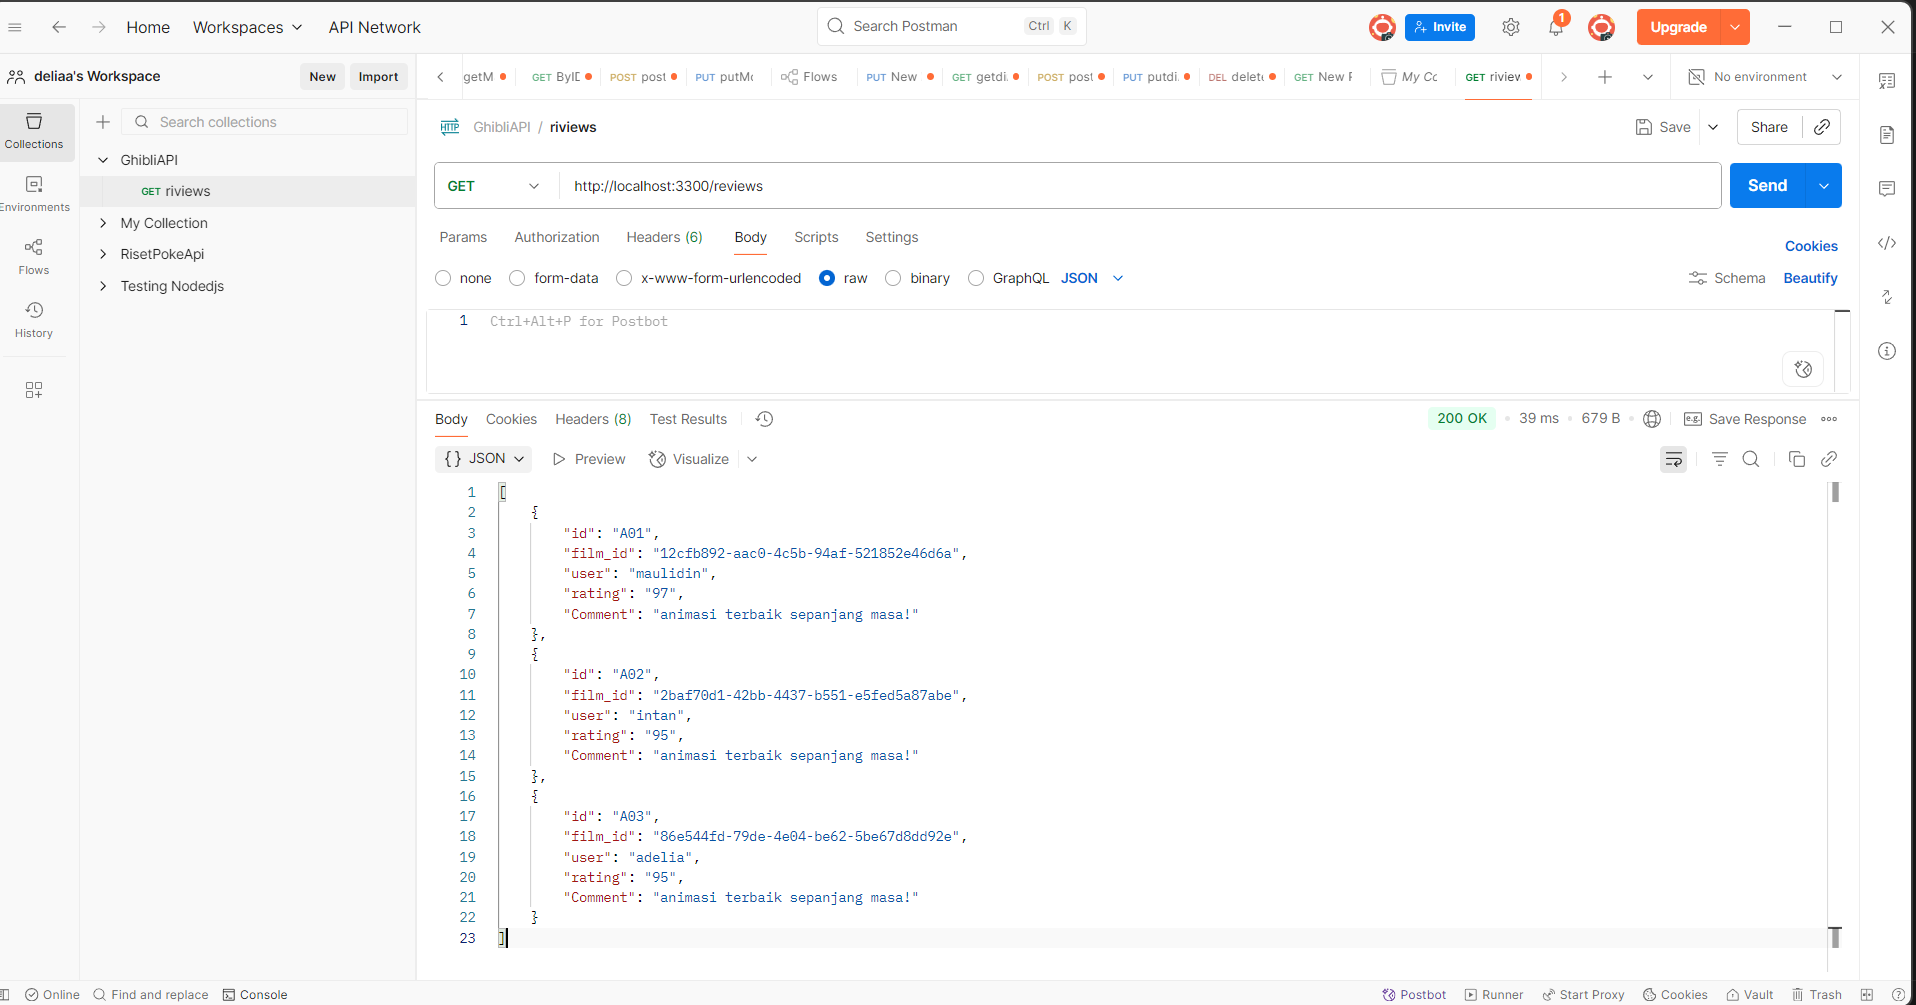 Home Workspaces API Network Search Postman Ctrl K Invite 1 Upgrade
deliaa's Workspace New Import
getM GET ByID POST post PUT putMo Flows PUT New GET getdi POST post PUT putdi. DEL delete GET New F My Co GET riview No environment
Collections
Environments
Flows
History
Search collections
GhibliAPI
GET riviews
My Collection
RisetPokeApi
Testing Nodedjs
HTTP GhibliAPI / riviews Save Share
GET http://localhost:3300/reviews Send
Params Authorization Headers (6) Body Scripts Settings Cookies
none form-data x-www-form-urlencoded raw binary GraphQL JSON Schema Beautify
1 Ctrl+Alt+P for Postbot
Body Cookies Headers (8) Test Results 200 OK • 39 ms • 679 B • e.g. Save Response
{} JSON Preview Visualize
1 [
2 {
3 "id": "A01",
4 "film_id": "12cfb892-aac0-4c5b-94af-521852e46d6a",
5 "user": "maulidin",
6 "rating": "97",
7 "Comment": "animasi terbaik sepanjang masa!"
8 },
9 {
10 "id": "A02",
11 "film_id": "2baf70d1-42bb-4437-b551-e5fed5a87abe",
12 "user": "intan",
13 "rating": "95",
14 "Comment": "animasi terbaik sepanjang masa!"
15 },
16 {
17 "id": "A03",
18 "film_id": "86e544fd-79de-4e04-be62-5be67d8dd92e",
19 "user": "adelia",
20 "rating": "95",
21 "Comment": "animasi terbaik sepanjang masa!"
22 }
23 ]
Online Find and replace Console Postbot Runner Start Proxy Cookies Vault Trash